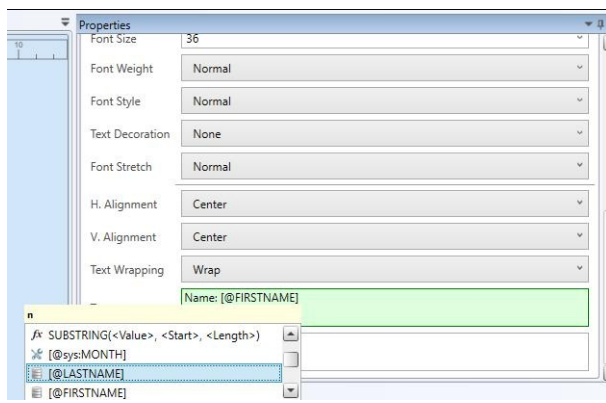 Properties
10
Font Size 36
Font Weight Normal
Font Style Normal
Text Decoration None
Font Stretch Normal
H. Alignment Center
V. Alignment Center
Text Wrapping Wrap
Name: [@FIRSTNAME]
n
fx SUBSTRING(<Value>, <Start>, <Length>)
[@sys:MONTH]
[@LASTNAME]
[@FIRSTNAME]